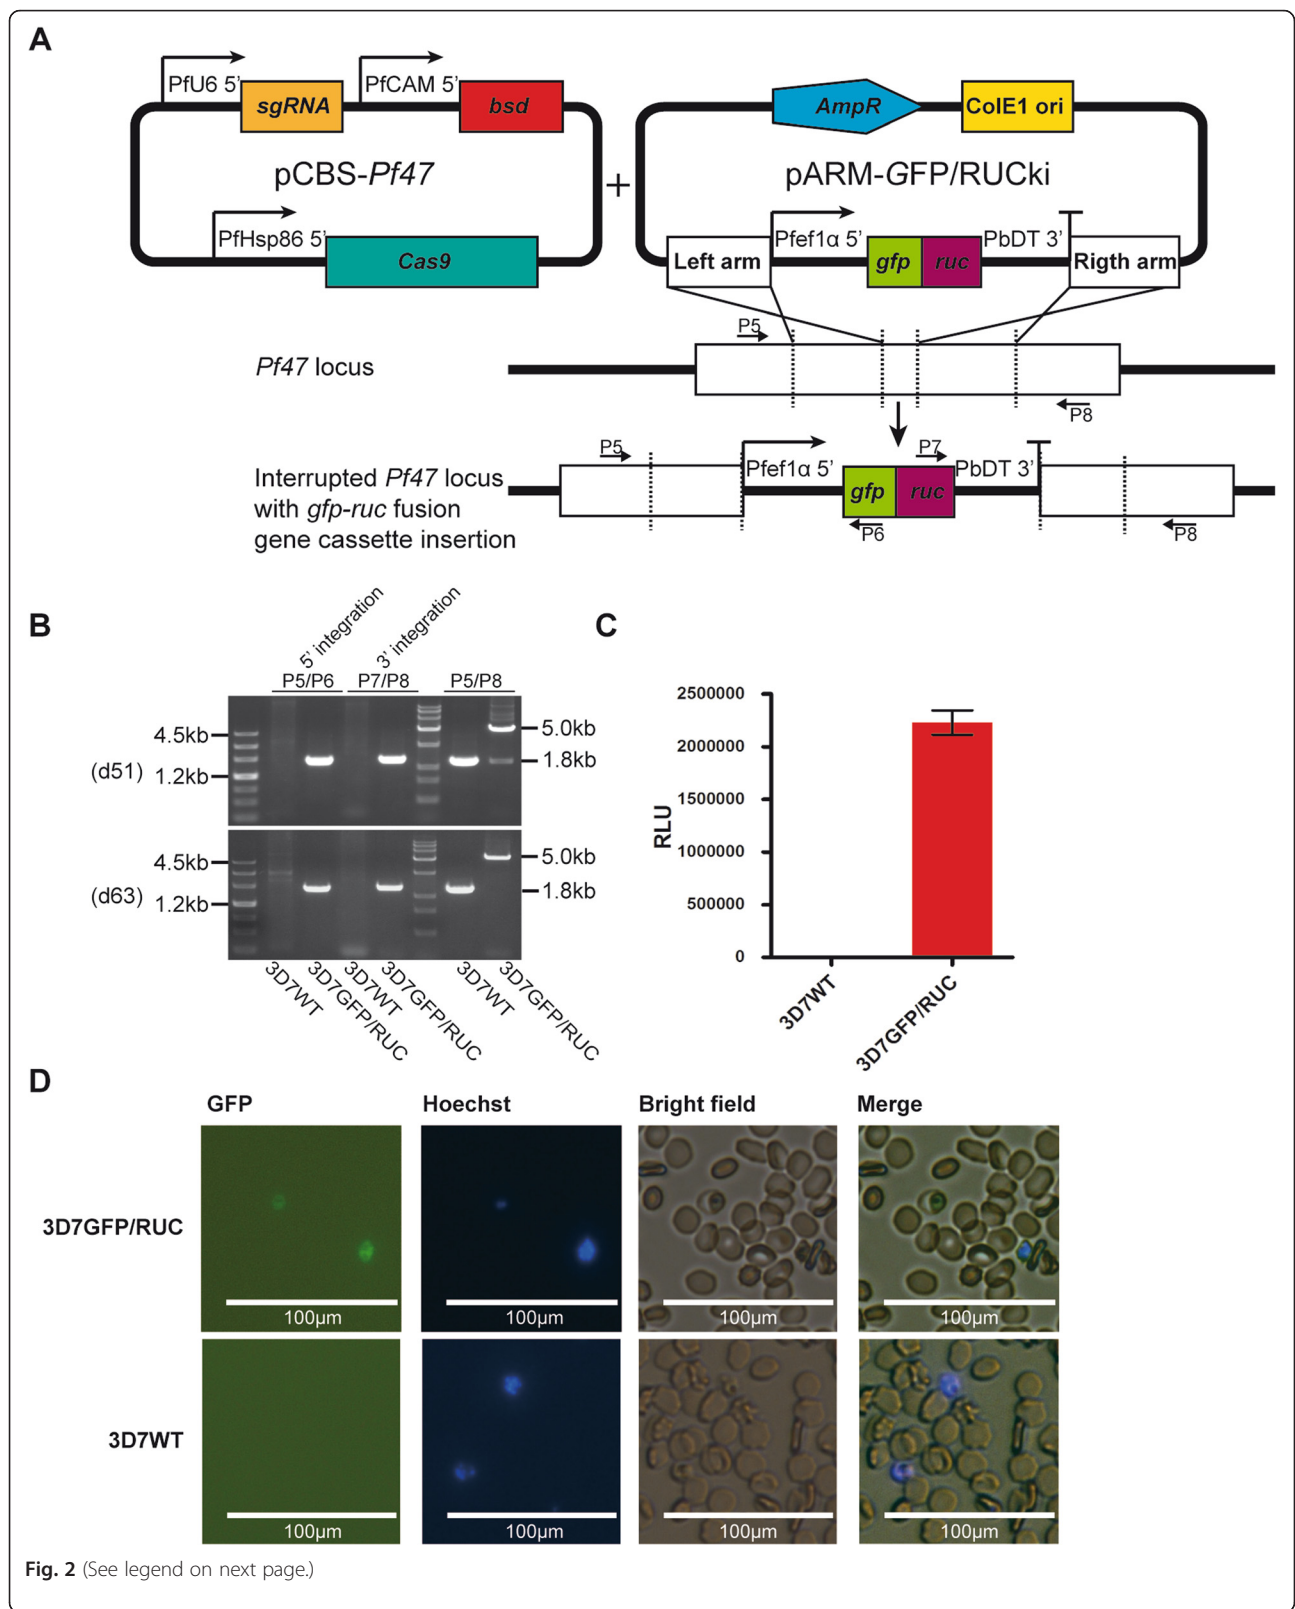 A
PfU6 5’
PfCAM 5’
sgRNA
bsd
AmpR
ColE1 ori
pCBS-Pf47
+
pARM-GFP/RUCki
PfHsp86 5’
Cas9
Pfef1α 5’
PbDT 3’
Left arm
gfp
ruc
Rigth arm
P5
Pf47 locus
P8
P5
P7
Interrupted Pf47 locus
with gfp-ruc fusion
gene cassette insertion
Pfef1α 5’
PbDT 3’
gfp
ruc
P6
P8
B
5’ integration
3’ integration
P5/P6
P7/P8
P5/P8
4.5kb
5.0kb
(d51)
1.8kb
1.2kb
4.5kb
5.0kb
(d63)
1.8kb
1.2kb
3D7WT
3D7GFP/RUC
3D7WT
3D7GFP/RUC
3D7WT
3D7GFP/RUC
C
RLU
2500000
2000000
1500000
1000000
500000
0
3D7WT
3D7GFP/RUC
D
GFP
Hoechst
Bright field
Merge
3D7GFP/RUC
100μm
100μm
100μm
100μm
3D7WT
100μm
100μm
100μm
100μm
Fig. 2 (See legend on next page.)